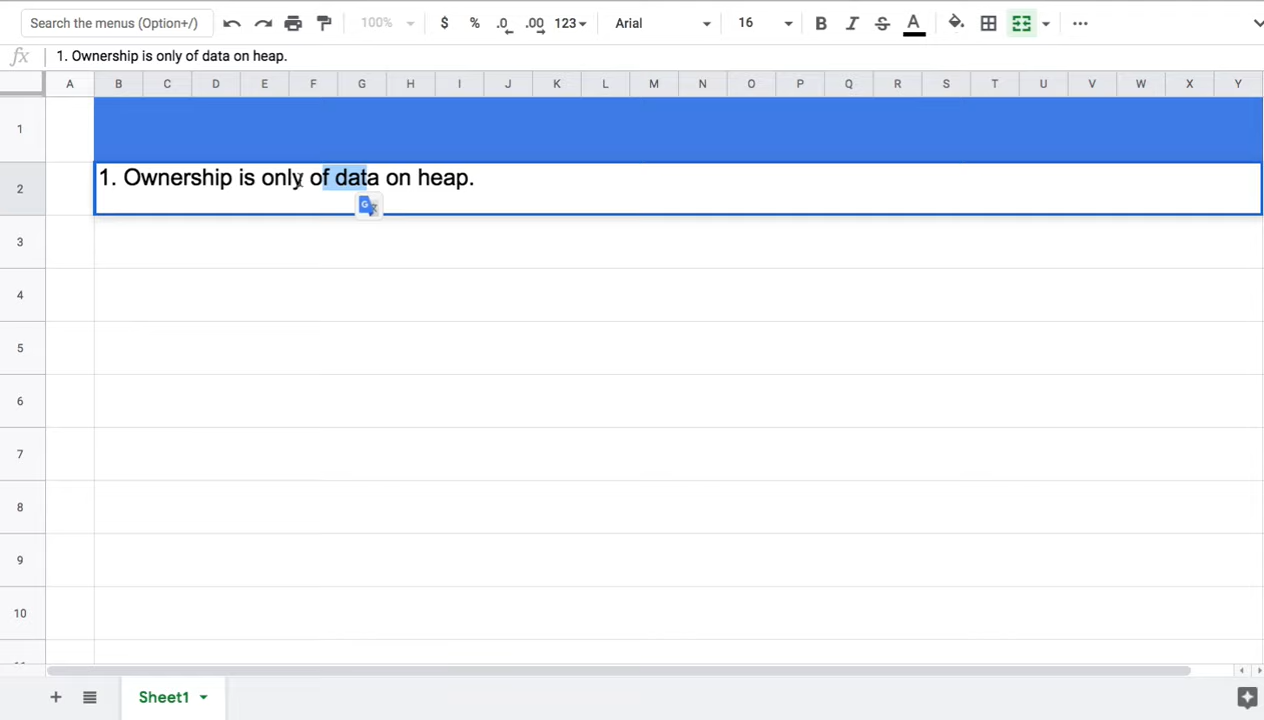 Search the menus (Option+/) 100% $ % .0 .00 123 Arial 16 B I S A
fx 1. Ownership is only of data on heap.
A B C D E F G H I J K L M N O P Q R S T U V W X Y
1
2 1. Ownership is only of data on heap.
3
4
5
6
7
8
9
10
Sheet1